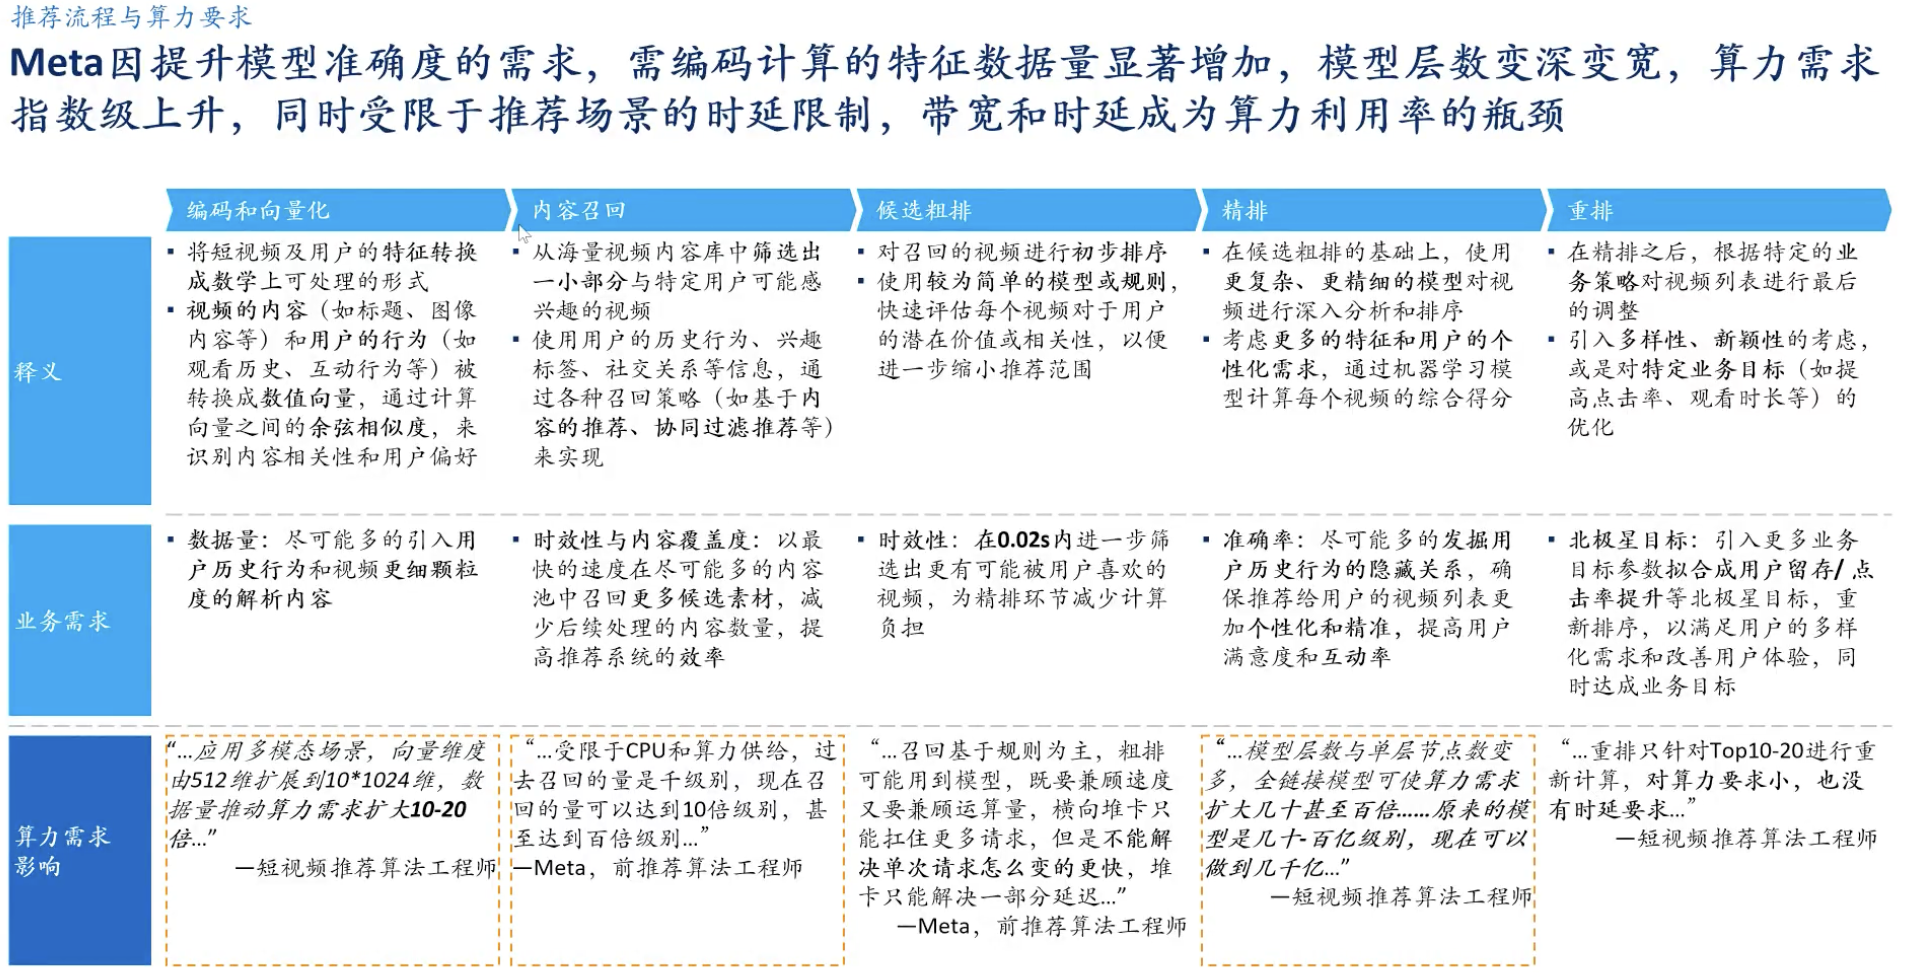 推荐流程与算力要求
Meta因提升模型准确度的需求，需编码计算的特征数据量显著增加，模型层数变深变宽，算力需求
指数级上升，同时受限于推荐场景的时延限制，带宽和时延成为算力利用率的瓶颈
编码和向量化
内容召回
候选粗排
精排
重排
释义
▪ 将短视频及用户的特征转换
成数学上可处理的形式
▪ 视频的内容（如标题、图像
内容等）和用户的行为（如
观看历史、互动行为等）被
转换成数值向量，通过计算
向量之间的余弦相似度，来
识别内容相关性和用户偏好
▪ 从海量视频内容库中筛选出
一小部分与特定用户可能感
兴趣的视频
▪ 使用用户的历史行为、兴趣
标签、社交关系等信息，通
过各种召回策略（如基于内
容的推荐、协同过滤推荐等）
来实现
▪ 对召回的视频进行初步排序
▪ 使用较为简单的模型或规则，
快速评估每个视频对于用户
的潜在价值或相关性，以便
进一步缩小推荐范围
▪ 在候选粗排的基础上，使用
更复杂、更精细的模型对视
频进行深入分析和排序
▪ 考虑更多的特征和用户的个
性化需求，通过机器学习模
型计算每个视频的综合得分
▪ 在精排之后，根据特定的业
务策略对视频列表进行最后
的调整
▪ 引入多样性、新颖性的考虑，
或是对特定业务目标（如提
高点击率、观看时长等）的
优化
业务需求
▪ 数据量：尽可能多的引入用
户历史行为和视频更细颗粒
度的解析内容
▪ 时效性与内容覆盖度：以最
快的速度在尽可能多的内容
池中召回更多候选素材，减
少后续处理的内容数量，提
高推荐系统的效率
▪ 时效性：在0.02s内进一步筛
选出更有可能被用户喜欢的
视频，为精排环节减少计算
负担
▪ 准确率：尽可能多的发掘用
户历史行为的隐藏关系，确
保推荐给用户的视频列表更
加个性化和精准，提高用户
满意度和互动率
▪ 北极星目标：引入更多业务
目标参数拟合成用户留存/ 点
击率提升等北极星目标，重
新排序，以满足用户的多样
化需求和改善用户体验，同
时达成业务目标
算力需求
影响
“…应用多模态场景，向量维度
由512维扩展到10*1024维，数
据量推动算力需求扩大10-20
倍…”
—短视频推荐算法工程师
“…受限于CPU和算力供给，过
去召回的量是千级别，现在召
回的量可以达到10倍级别，甚
至达到百倍级别…”
—Meta，前推荐算法工程师
“…召回基于规则为主，粗排
可能用到模型，既要兼顾速度
又要兼顾运算量，横向堆卡只
能扛住更多请求，但是不能解
决单次请求怎么变的更快，堆
卡只能解决一部分延迟…”
—Meta，前推荐算法工程师
“…模型层数与单层节点数变
多，全链接模型可使算力需求
扩大几十甚至百倍……原来的模
型是几十-百亿级别，现在可以
做到几千亿…”
—短视频推荐算法工程师
“…重排只针对Top10-20进行重
新计算，对算力要求小，也没
有时延要求…”
—短视频推荐算法工程师